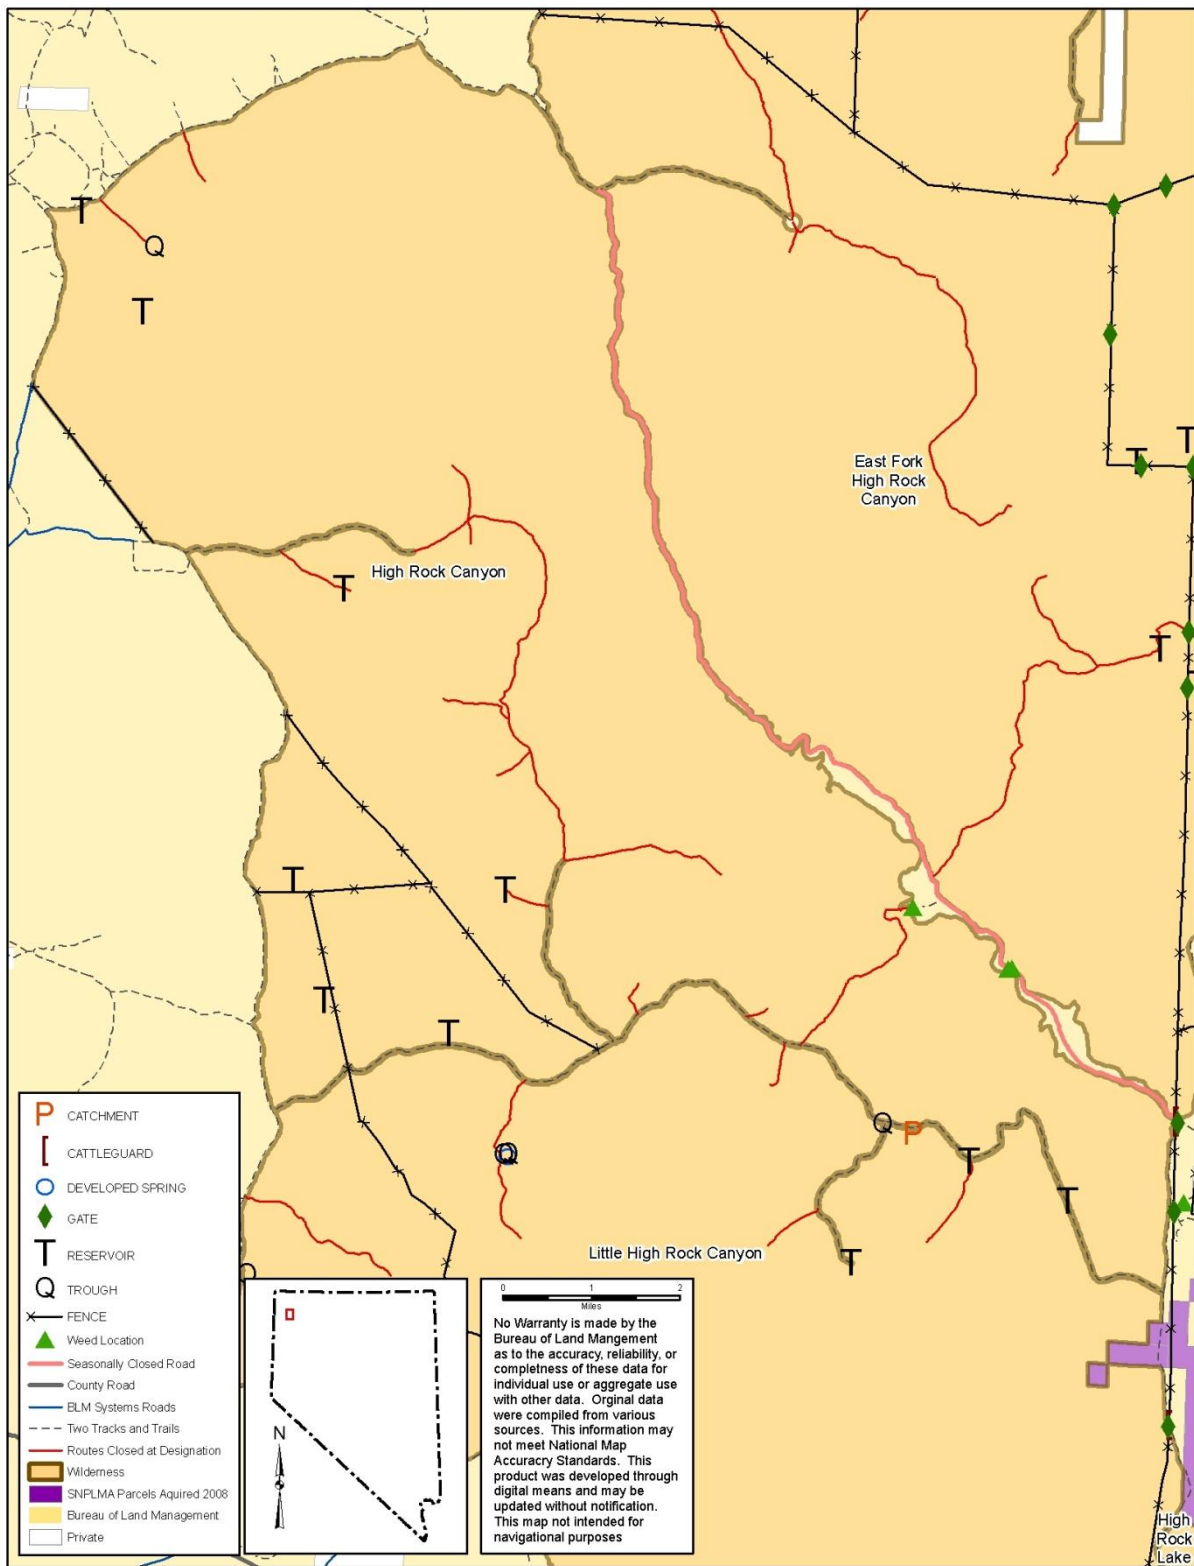 T
Q
T
East Fork
High Rock
Canyon
T
T
High Rock Canyon
T
T
T
T
T
T
Q
P
T
Q
T
Little High Rock Canyon
T
P CATCHMENT
[ CATTLEGUARD
DEVELOPED SPRING
GATE
T RESERVOIR
Q TROUGH
FENCE
Weed Location
Seasonally Closed Road
County Road
BLM Systems Roads
Two Tracks and Trails
Routes Closed at Designation
Wilderness
SNPLMA Parcels Aquired 2008
Bureau of Land Management
Private
N
0 1 2
Miles
No Warranty is made by the
Bureau of Land Mangement
as to the accuracy, reliability, or
completness of these data for
individual use or aggregate use
with other data. Orginal data
were compiled from various
sources. This information may
not meet National Map
Accuracry Standards. This
product was developed through
digital means and may be
updated without notification.
This map not intended for
navigational purposes
High
Rock
Lake